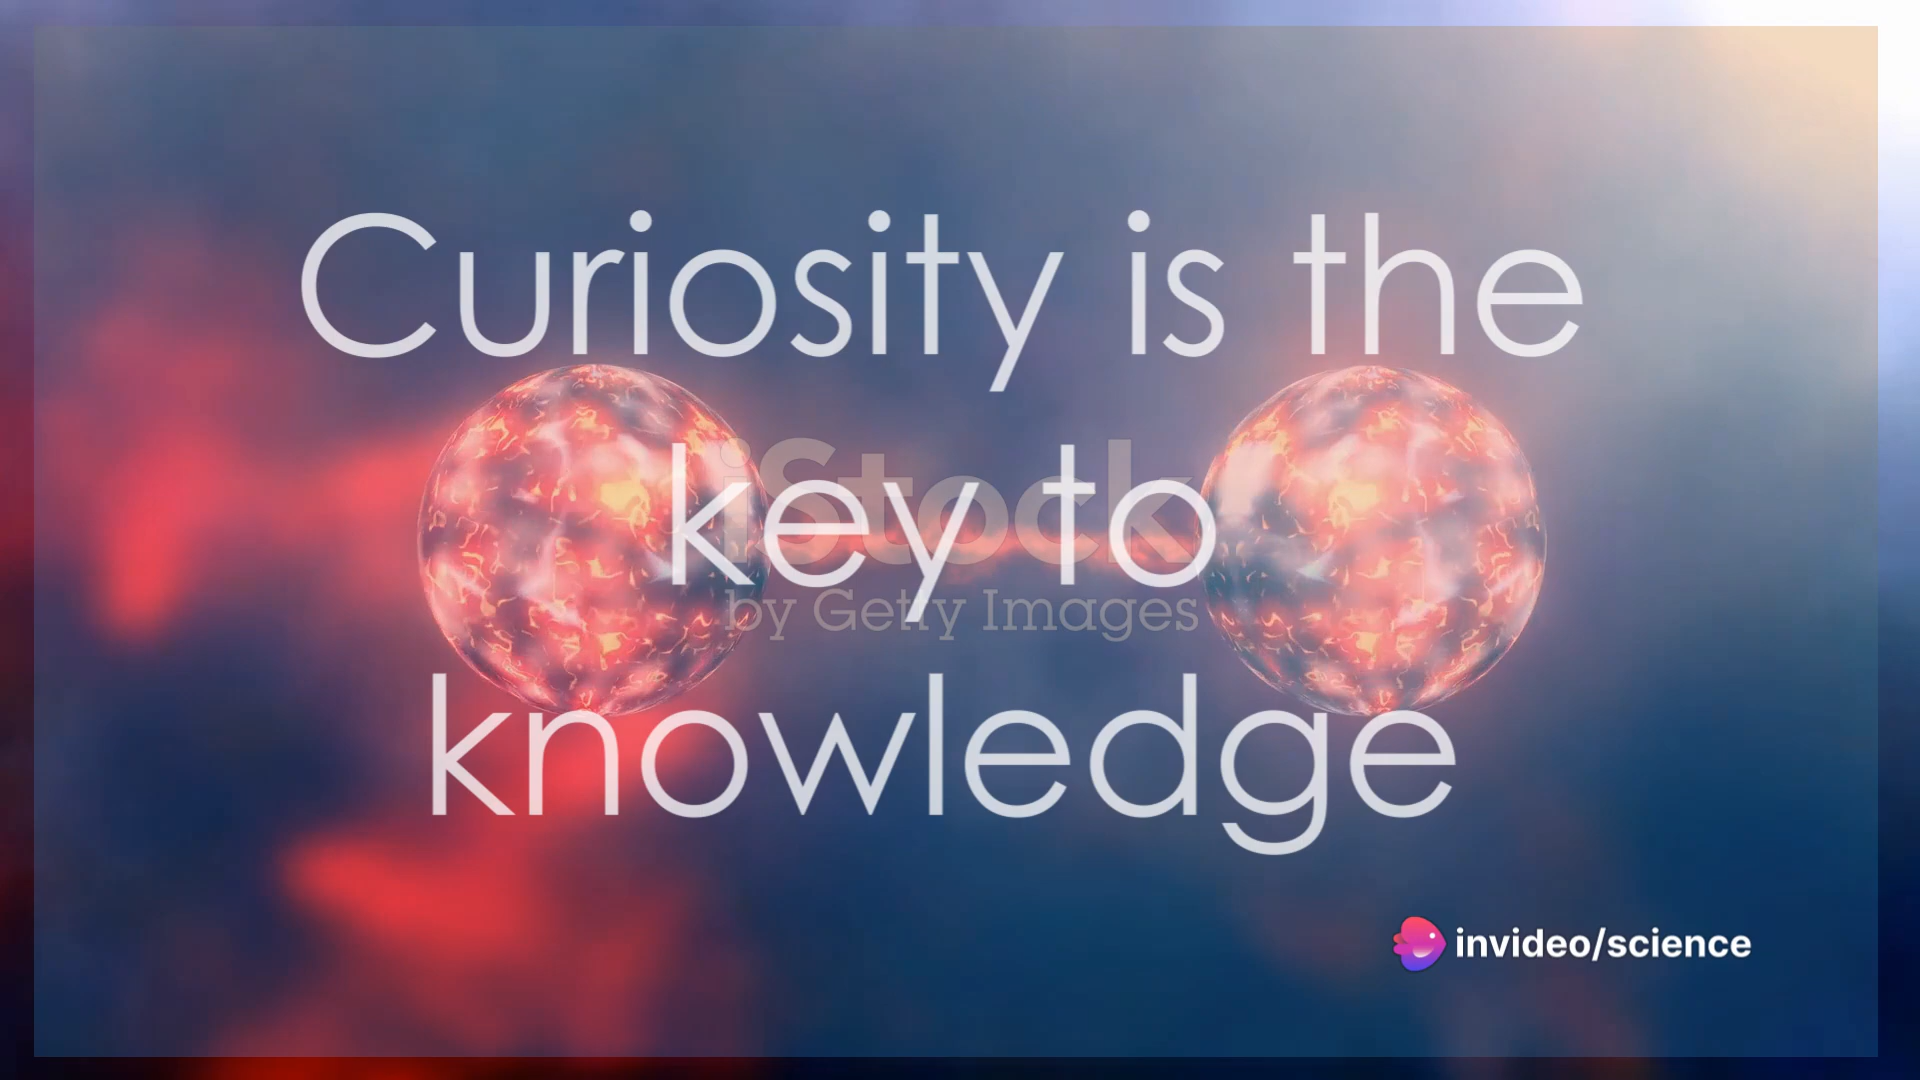 Curiosity is the
key to
iStock
by Getty Images
knowledge
invideo/science